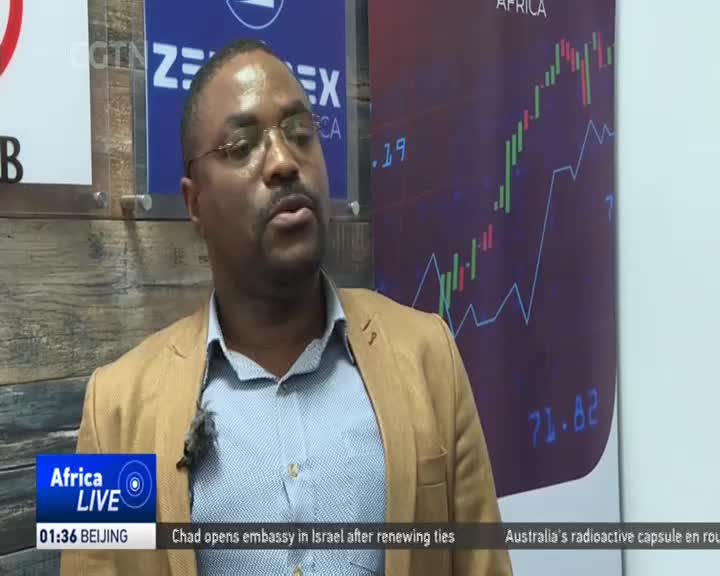 AFRICA
CGTN
B
.19
71.82
7
Africa
LIVE
01:36 BEIJING
Chad opens embassy in Israel after renewing ties
Australia's radioactive capsule en rou